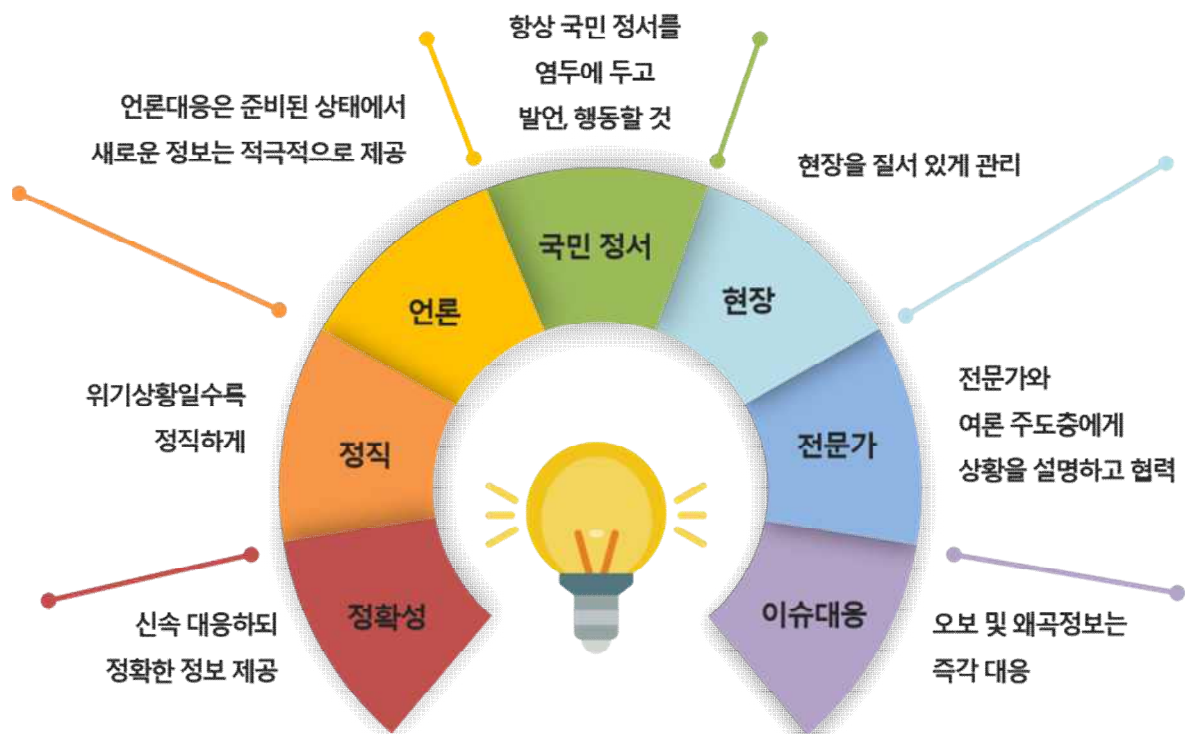 항상 국민 정서를
염두에 두고
발언, 행동할 것
언론대응은 준비된 상태에서
새로운 정보는 적극적으로 제공
현장을 질서 있게 관리
국민 정서
언론
현장
위기상황일수록
정직하게
정직
전문가
전문가와
여론 주도층에게
상황을 설명하고 협력
정확성
이슈대응
신속 대응하되
정확한 정보 제공
오보 및 왜곡정보는
즉각 대응